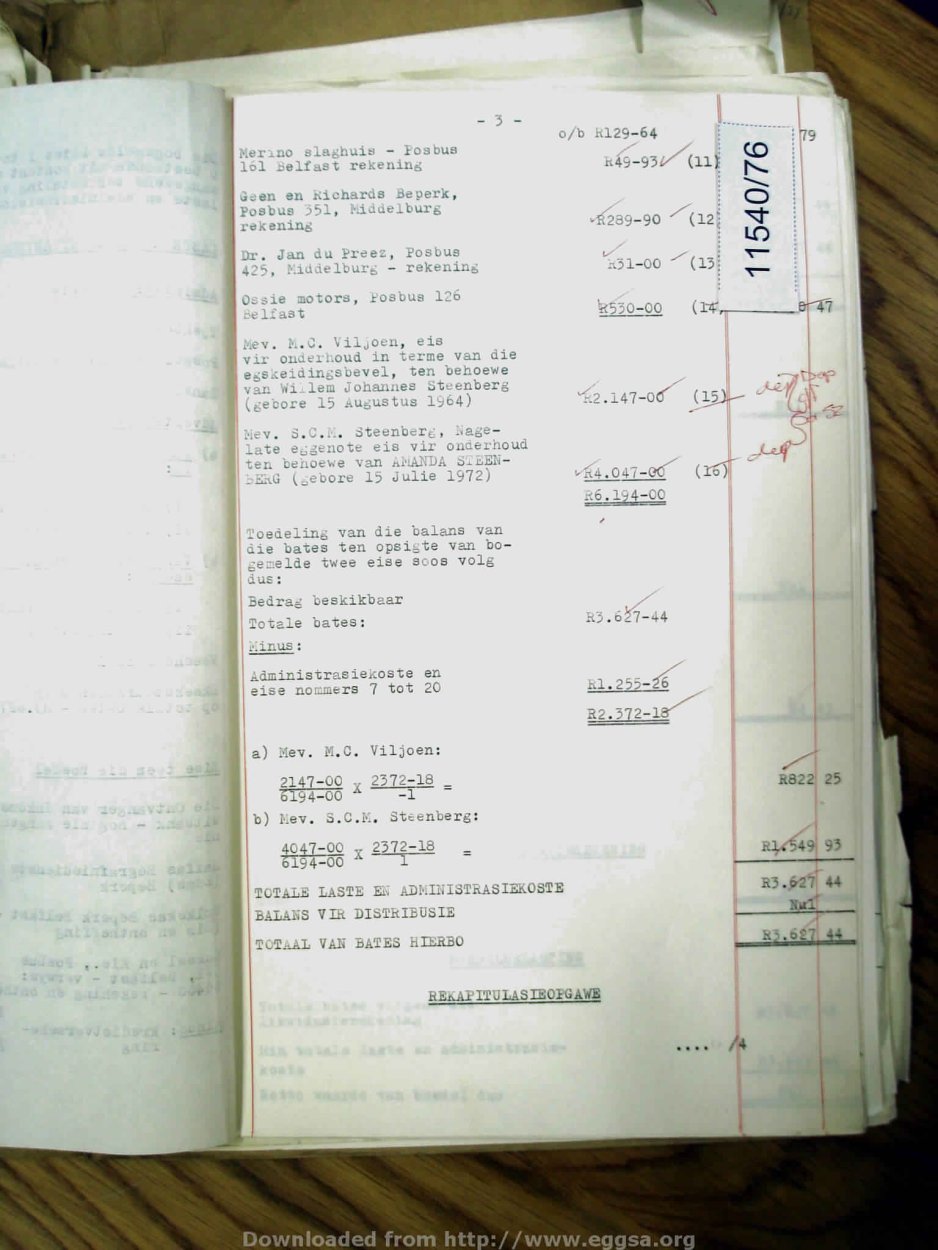 - 3 -
o/b R129-64
79
Merino slaghuis - Posbus
161 Belfast rekening R49-93 (11)
Geen en Richards Beperk,
Posbus 351, Middelburg
rekening R289-90 (12
Dr. Jan du Preez, Posbus
425, Middelburg - rekening R31-00 (13
Ossie motors, Posbus 126
Belfast R530-00 (14, 47
11540/76
Mev. M.C. Viljoen, eis
vir onderhoud in terme van die
egskeidingsbevel, ten behoewe
van Willem Johannes Steenberg
(gebore 15 Augustus 1964) R2.147-00 (15)
Mev. S.C.M. Steenberg, Nage-
late eggenote eis vir onderhoud
ten behoewe van AMANDA STEEN-
BERG (gebore 15 Julie 1972) R4.047-00 (16)
R6.194-00
Toedeling van die balans van
die bates ten opsigte van bo-
gemelde twee eise soos volg
dus:
Bedrag beskikbaar
Totale bates: R3.627-44
Minus:
Administrasiekoste en
eise nommers 7 tot 20 R1.255-26
R2.372-18
a) Mev. M.C. Viljoen:
2147-00 x 2372-18 = R822 25
6194-00 -1
b) Mev. S.C.M. Steenberg:
4047-00 x 2372-18 = R1.549 93
6194-00 1
TOTALE LASTE EN ADMINISTRASIEKOSTE R3.627 44
BALANS VIR DISTRIBUSIE Nul
TOTAAL VAN BATES HIERBO R3.627 44
REKAPITULASIEOPGAWE
.... /4
Downloaded from http://www.eggsa.org